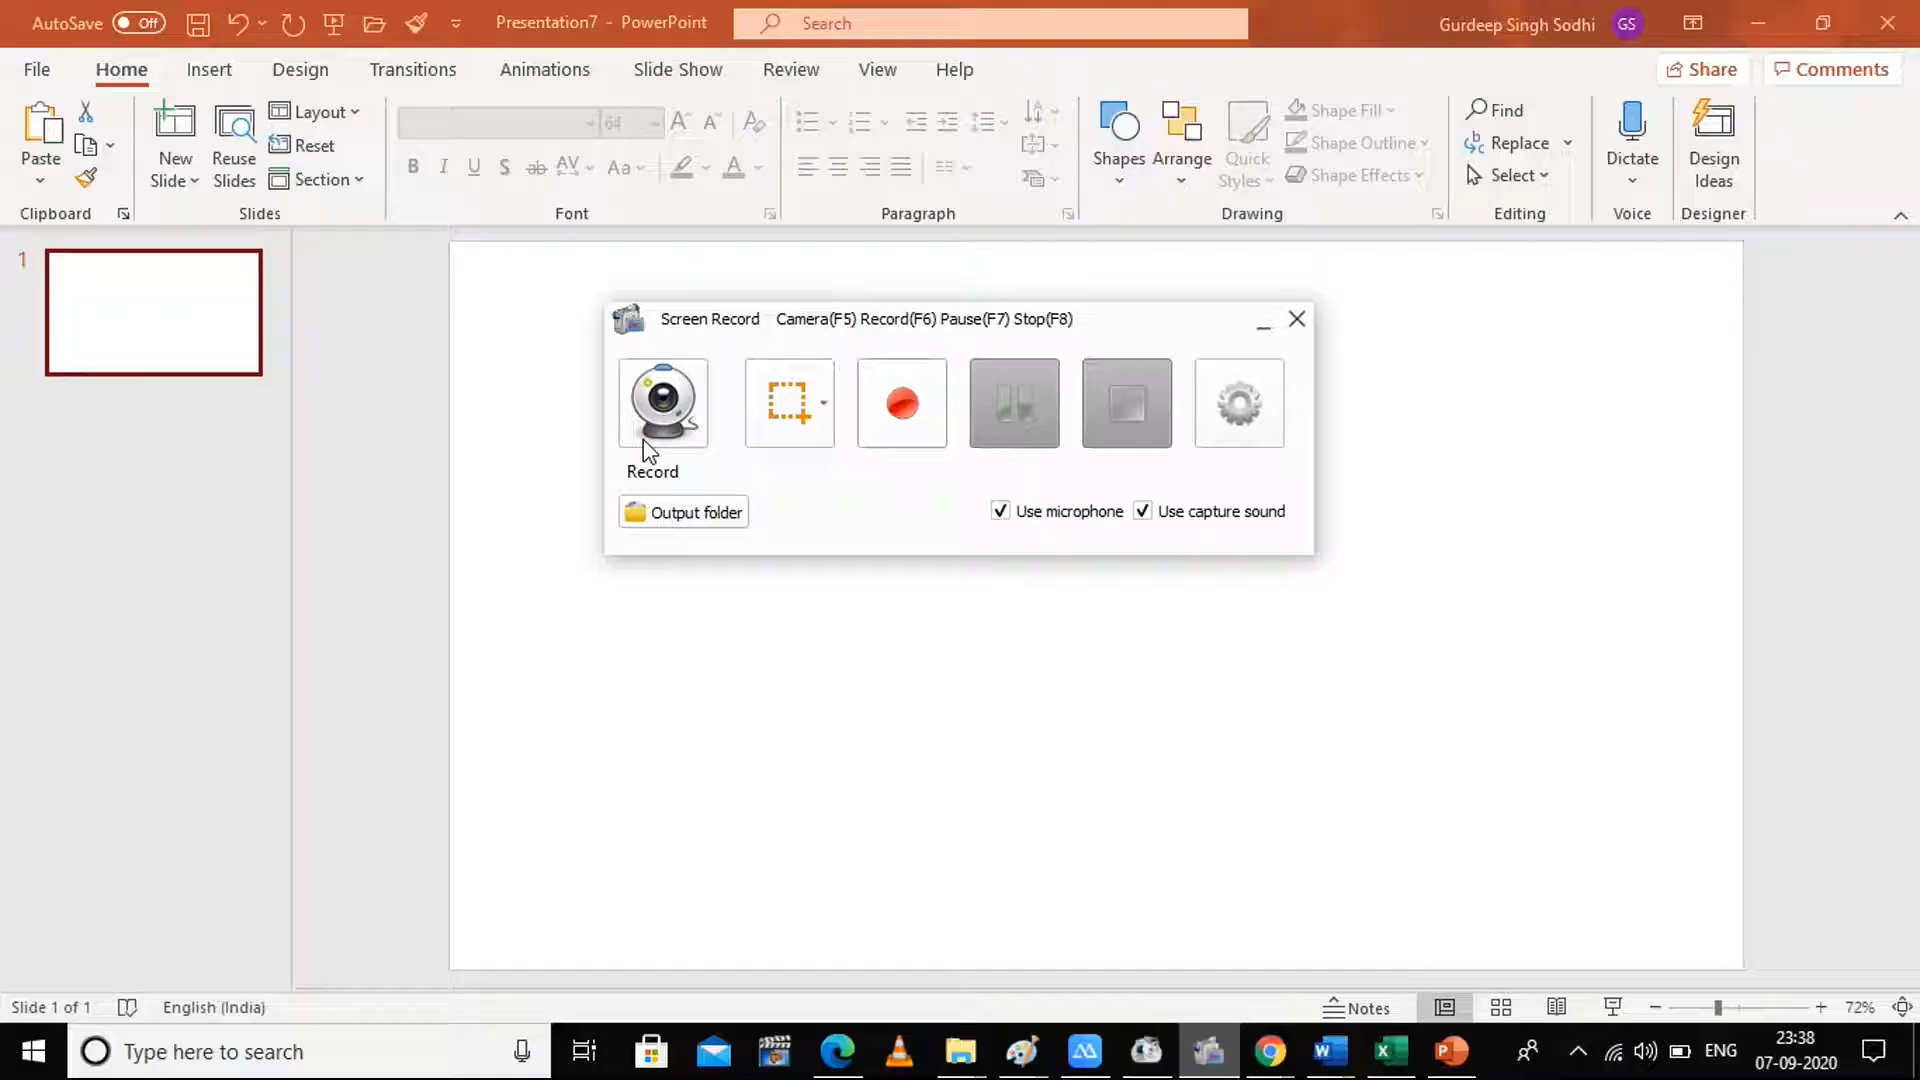 AutoSave Off Presentation7 - PowerPoint Search Gurdeep Singh Sodhi GS
File Home Insert Design Transitions Animations Slide Show Review View Help Share Comments
Paste
Clipboard
New Slide
Reuse Slides
Layout
Reset
Section
Slides
64
B I U S ab AV Aa A
Font
Paragraph
Shapes
Arrange
Quick Styles
Shape Fill
Shape Outline
Shape Effects
Drawing
Find
Replace
Select
Editing
Dictate
Voice
Design Ideas
Designer
1
Screen Record Camera(F5) Record(F6) Pause(F7) Stop(F8)
Record
Output folder
Use microphone Use capture sound
Slide 1 of 1 English (India) Notes 72%
Type here to search ENG 23:38
07-09-2020